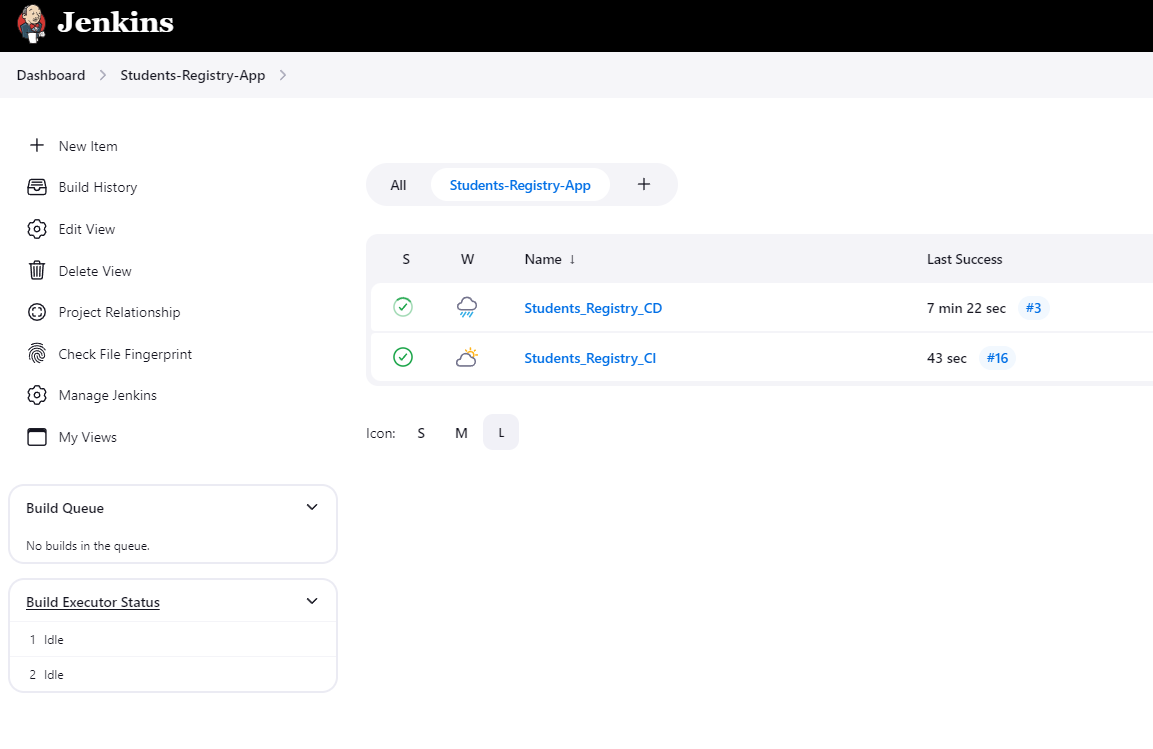 Jenkins
Dashboard
Students-Registry-App
New Item
Build History
Edit View
Delete View
Project Relationship
Check File Fingerprint
Manage Jenkins
My Views
Build Queue
No builds in the queue.
Build Executor Status
1 Idle
2 Idle
All Students-Registry-App +
S W Name ↓ Last Success
Students_Registry_CD 7 min 22 sec #3
Students_Registry_CI 43 sec #16
Icon: S M L